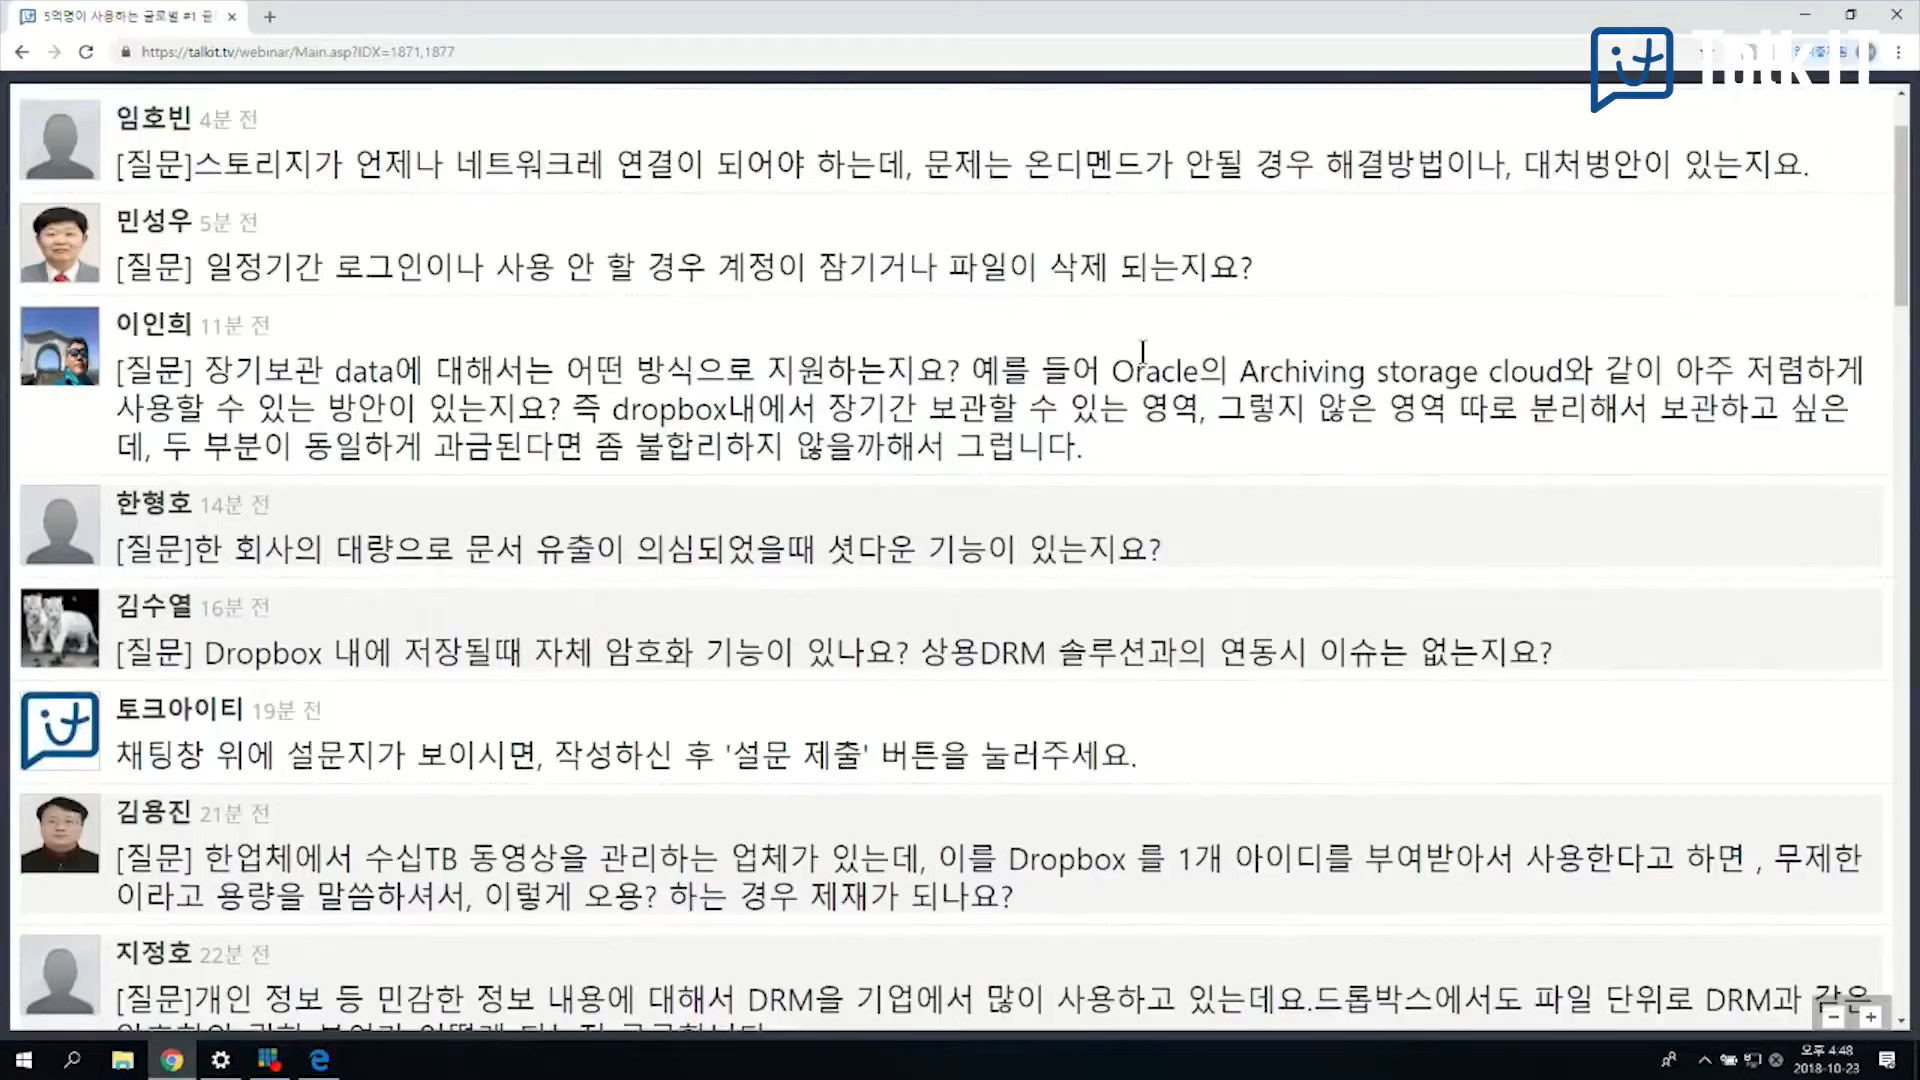 5억명이 사용하는 글로벌 #1
https://talkit.tv/webinar/Main.asp?IDX=1871,1877
Talk IT
임호빈 4분 전
[질문]스토리지가 언제나 네트워크레 연결이 되어야 하는데, 문제는 온디멘드가 안될 경우 해결방법이나, 대처벙안이 있는지요.
민성우 5분 전
[질문] 일정기간 로그인이나 사용 안 할 경우 계정이 잠기거나 파일이 삭제 되는지요?
이인희 11분 전
[질문] 장기보관 data에 대해서는 어떤 방식으로 지원하는지요? 예를 들어 Oracle의 Archiving storage cloud와 같이 아주 저렴하게
사용할 수 있는 방안이 있는지요? 즉 dropbox내에서 장기간 보관할 수 있는 영역, 그렇지 않은 영역 따로 분리해서 보관하고 싶은
데, 두 부분이 동일하게 과금된다면 좀 불합리하지 않을까해서 그럽니다.
한형호 14분 전
[질문]한 회사의 대량으로 문서 유출이 의심되었을때 셧다운 기능이 있는지요?
김수열 16분 전
[질문] Dropbox 내에 저장될때 자체 암호화 기능이 있나요? 상용DRM 솔루션과의 연동시 이슈는 없는지요?
토크아이티 19분 전
채팅창 위에 설문지가 보이시면, 작성하신 후 '설문 제출' 버튼을 눌러주세요.
김용진 21분 전
[질문] 한업체에서 수십TB 동영상을 관리하는 업체가 있는데, 이를 Dropbox 를 1개 아이디를 부여받아서 사용한다고 하면 , 무제한
이라고 용량을 말씀하셔서, 이렇게 오용? 하는 경우 제재가 되나요?
지정호 22분 전
[질문]개인 정보 등 민감한 정보 내용에 대해서 DRM을 기업에서 많이 사용하고 있는데요.드롭박스에서도 파일 단위로 DRM과 같은
오후 4:48
2018-10-23